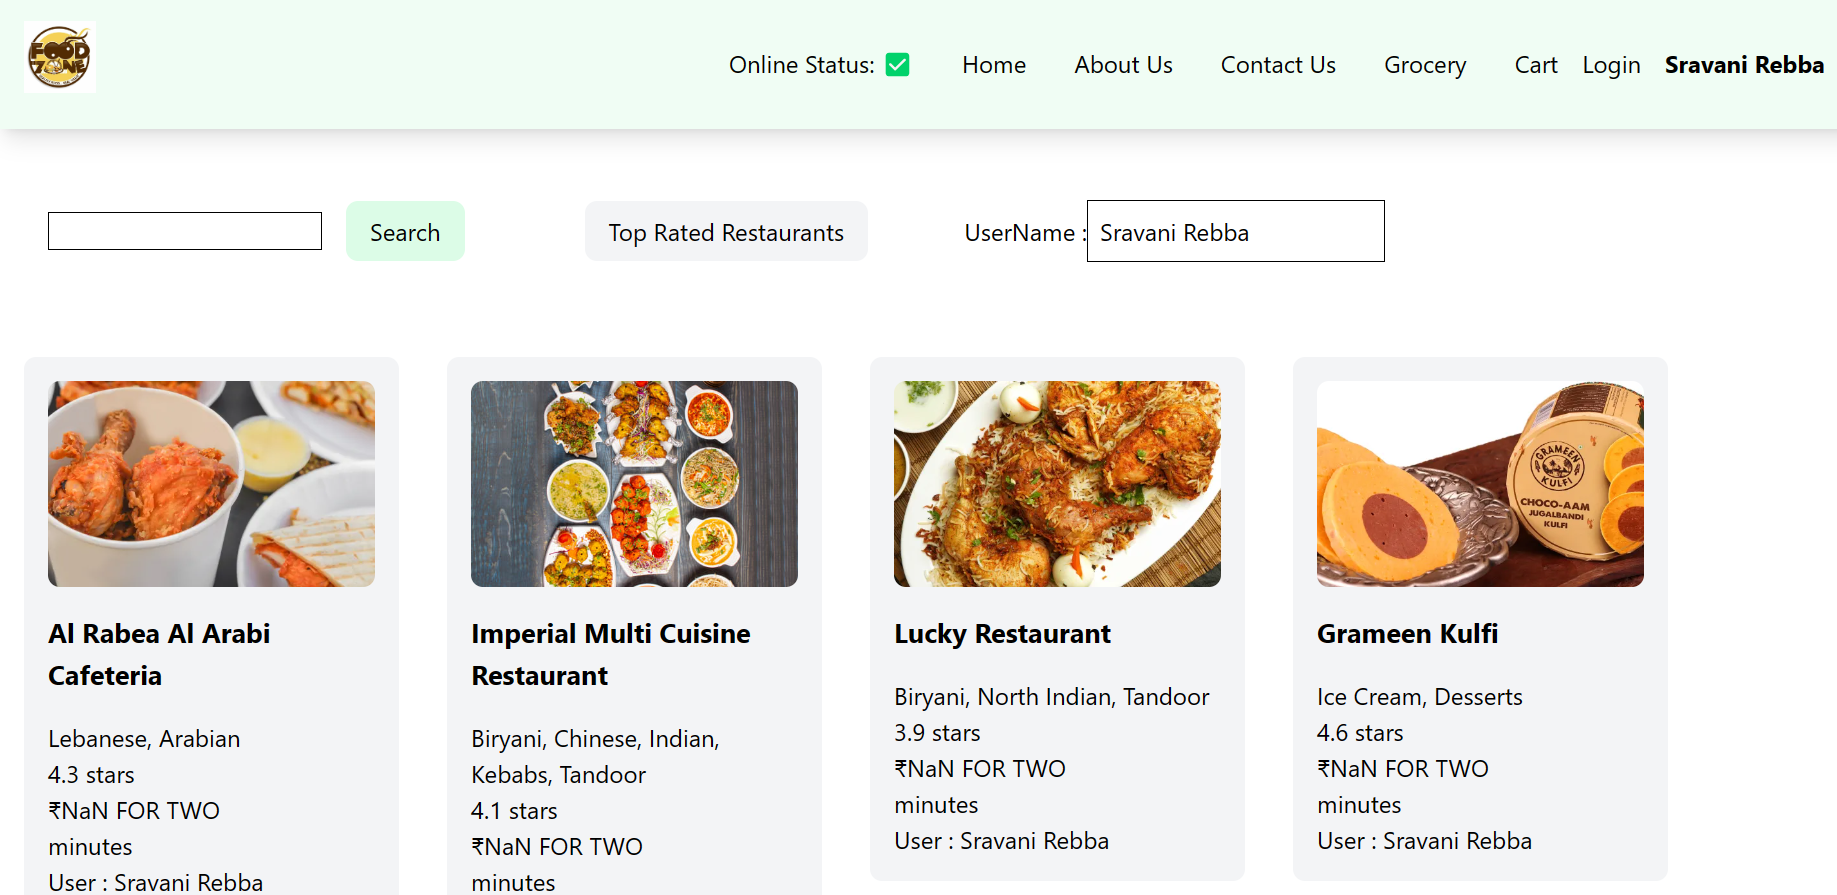 FOOD
ZONE
Online Status: ✅
Home
About Us
Contact Us
Grocery
Cart
Login
Sravani Rebba
Search
Top Rated Restaurants
UserName :
Sravani Rebba
Al Rabea Al Arabi
Cafeteria
Lebanese, Arabian
4.3 stars
₹NaN FOR TWO
minutes
User : Sravani Rebba
Imperial Multi Cuisine
Restaurant
Biryani, Chinese, Indian,
Kebabs, Tandoor
4.1 stars
₹NaN FOR TWO
minutes
Lucky Restaurant
Biryani, North Indian, Tandoor
3.9 stars
₹NaN FOR TWO
minutes
User : Sravani Rebba
GRAMEEN
KULFI
CHOCO-AAM
JUGALBANDI
KULFI
Grameen Kulfi
Ice Cream, Desserts
4.6 stars
₹NaN FOR TWO
minutes
User : Sravani Rebba